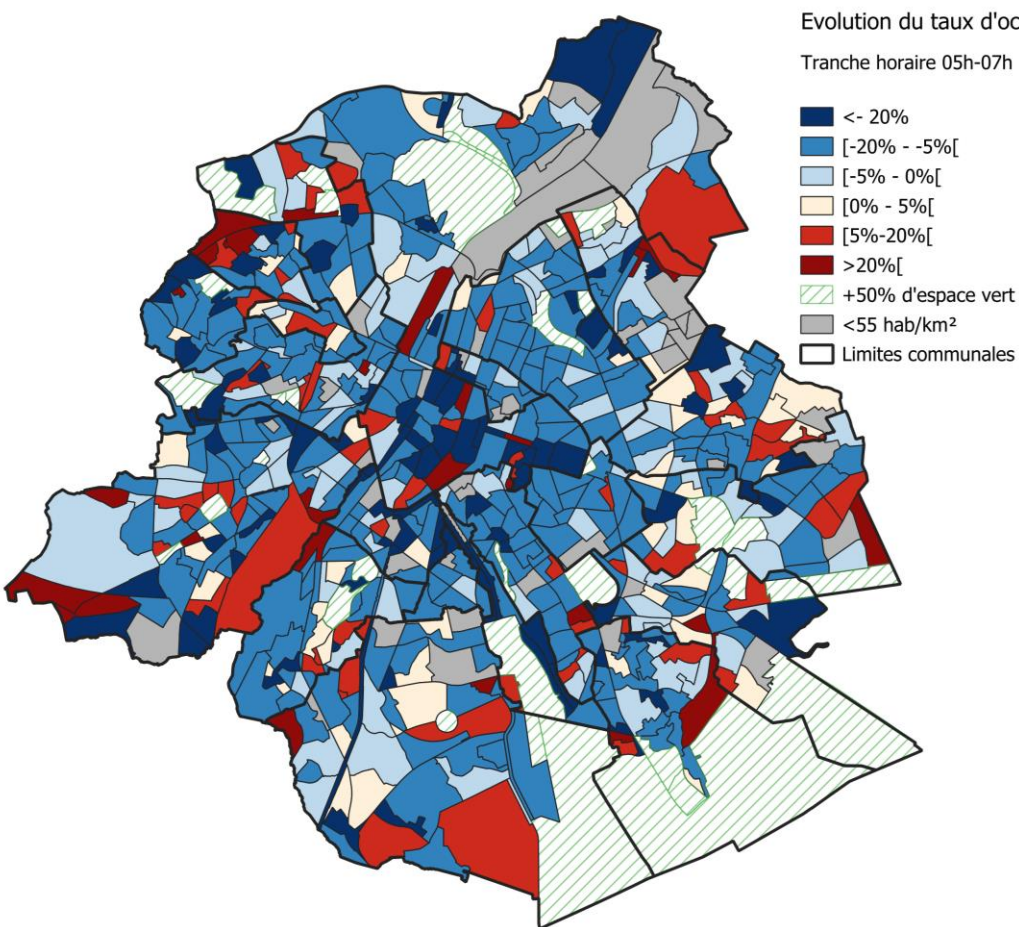 Evolution du taux d'oc
Tranche horaire 05h-07h
<- 20%
[-20% - -5%[
[-5% - 0%[
[0% - 5%[
[5%-20%[
>20%[
+50% d'espace vert
<55 hab/km²
Limites communales